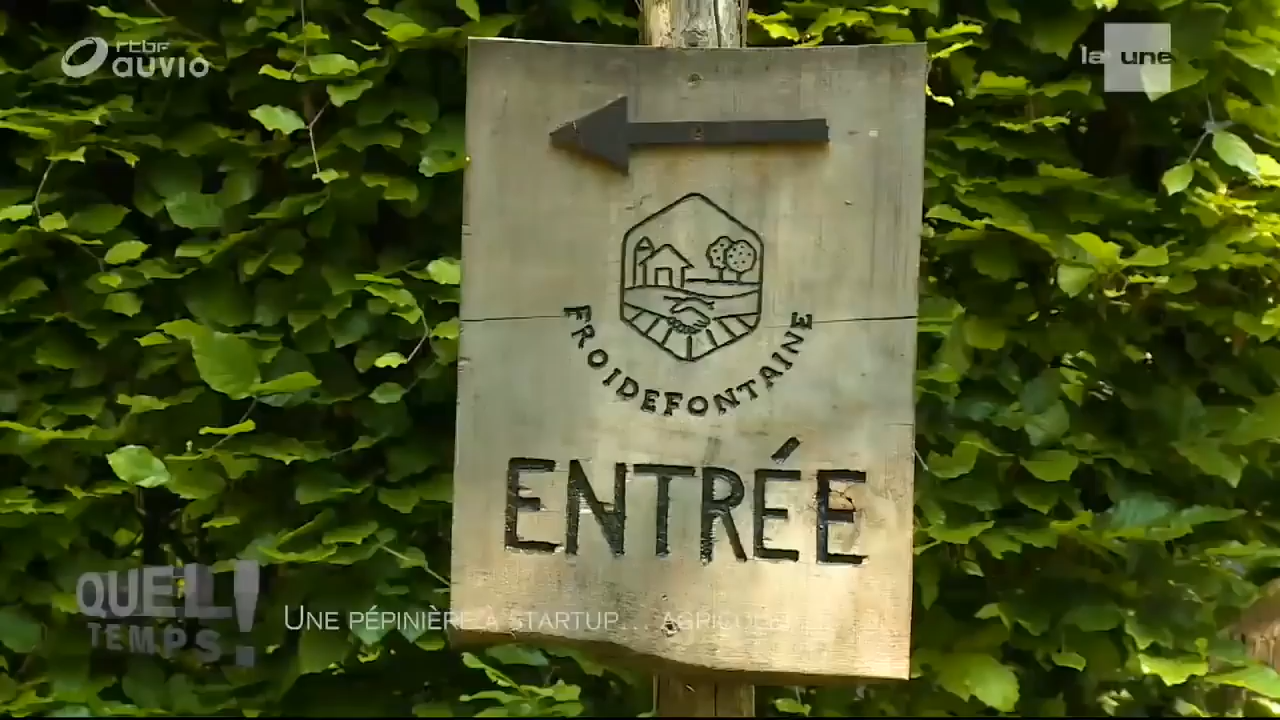 rtbf
auvio
la une
FROIDEFONTAINE
ENTRÉE
QUEL
TEMPS!
UNE PÉPINIÈRE À STARTUP...